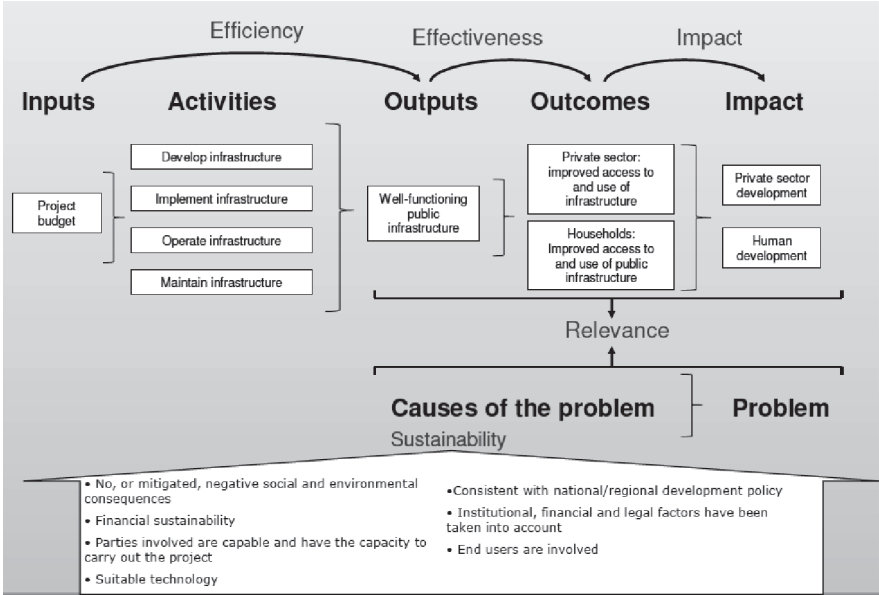 Efficiency
Effectiveness
Impact
Inputs
Activities
Outputs
Outcomes
Impact
Project
budget
Develop infrastructure
Implement infrastructure
Operate infrastructure
Maintain infrastructure
Well-functioning
public
infrastructure
Private sector:
improved access to
and use of
infrastructure
Households:
Improved access to
and use of public
infrastructure
Private sector
development
Human
development
Relevance
Causes of the problem
Problem
Sustainability
• No, or mitigated, negative social and environmental
consequences
• Financial sustainability
• Parties involved are capable and have the capacity to
carry out the project
• Suitable technology
•Consistent with national/regional development policy
• Institutional, financial and legal factors have been
taken into account
• End users are involved